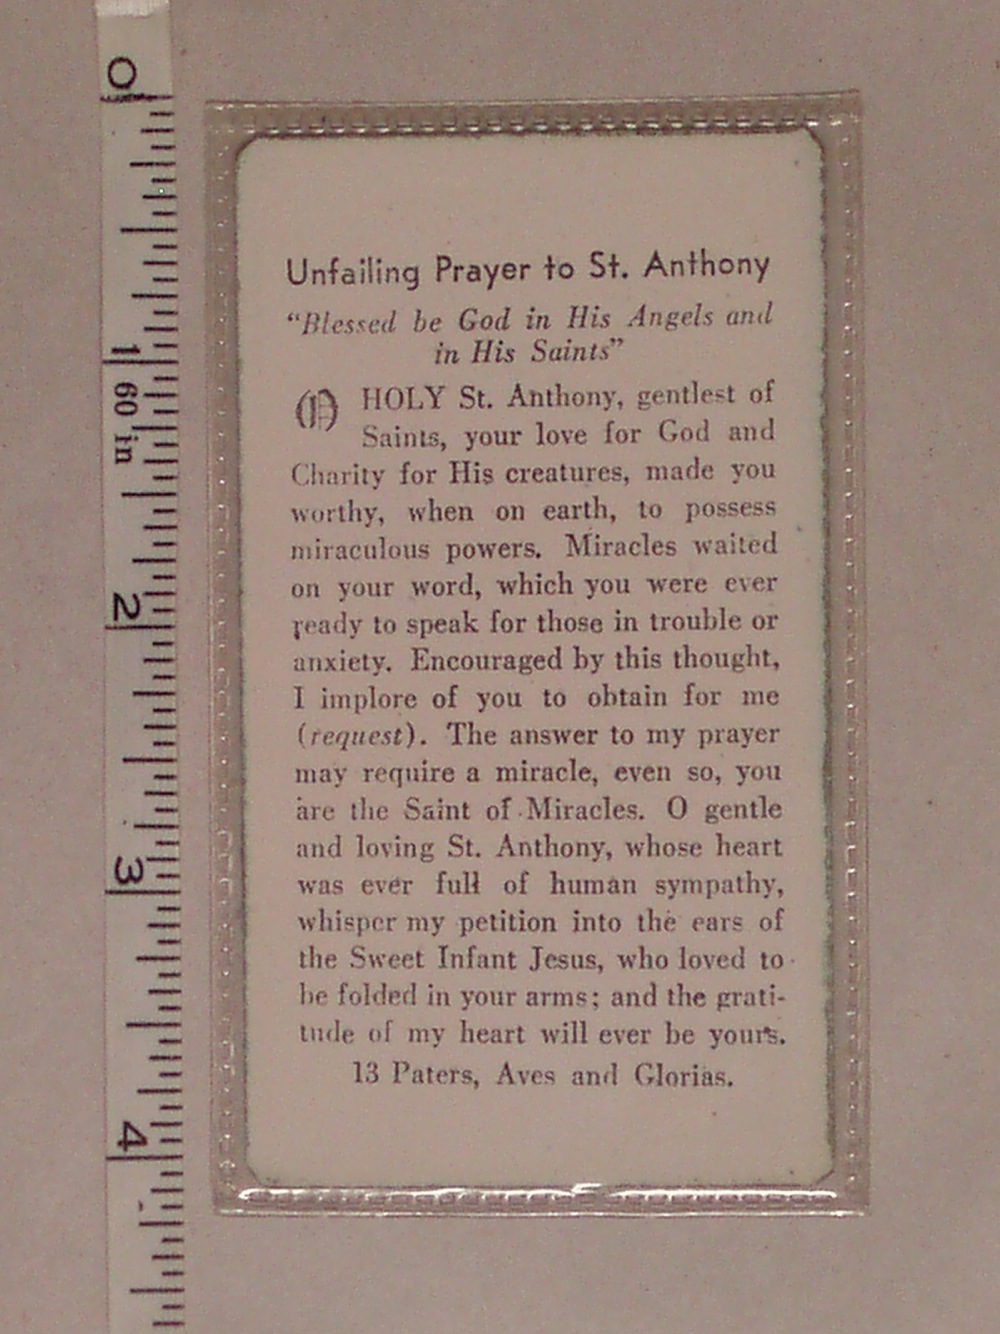 0
1
60 in
2
3
4
Unfailing Prayer to St. Anthony
"Blessed be God in His Angels and
in His Saints"
O HOLY St. Anthony, gentlest of
Saints, your love for God and
Charity for His creatures, made you
worthy, when on earth, to possess
miraculous powers. Miracles waited
on your word, which you were ever
ready to speak for those in trouble or
anxiety. Encouraged by this thought,
I implore of you to obtain for me
(request). The answer to my prayer
may require a miracle, even so, you
are the Saint of Miracles. O gentle
and loving St. Anthony, whose heart
was ever full of human sympathy,
whisper my petition into the ears of
the Sweet Infant Jesus, who loved to
be folded in your arms; and the grati-
tude of my heart will ever be yours.
13 Paters, Aves and Glorias.